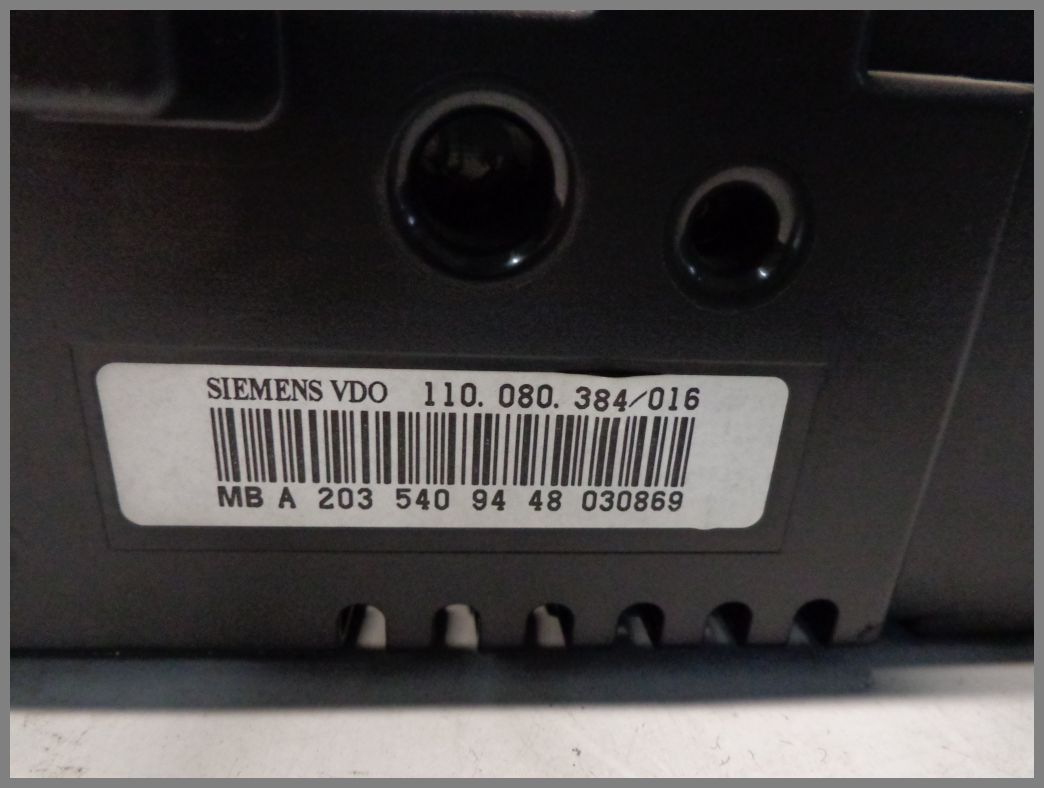 SIEMENS VDO 110. 080. 384/016
MB A 203 540 94 48 030869